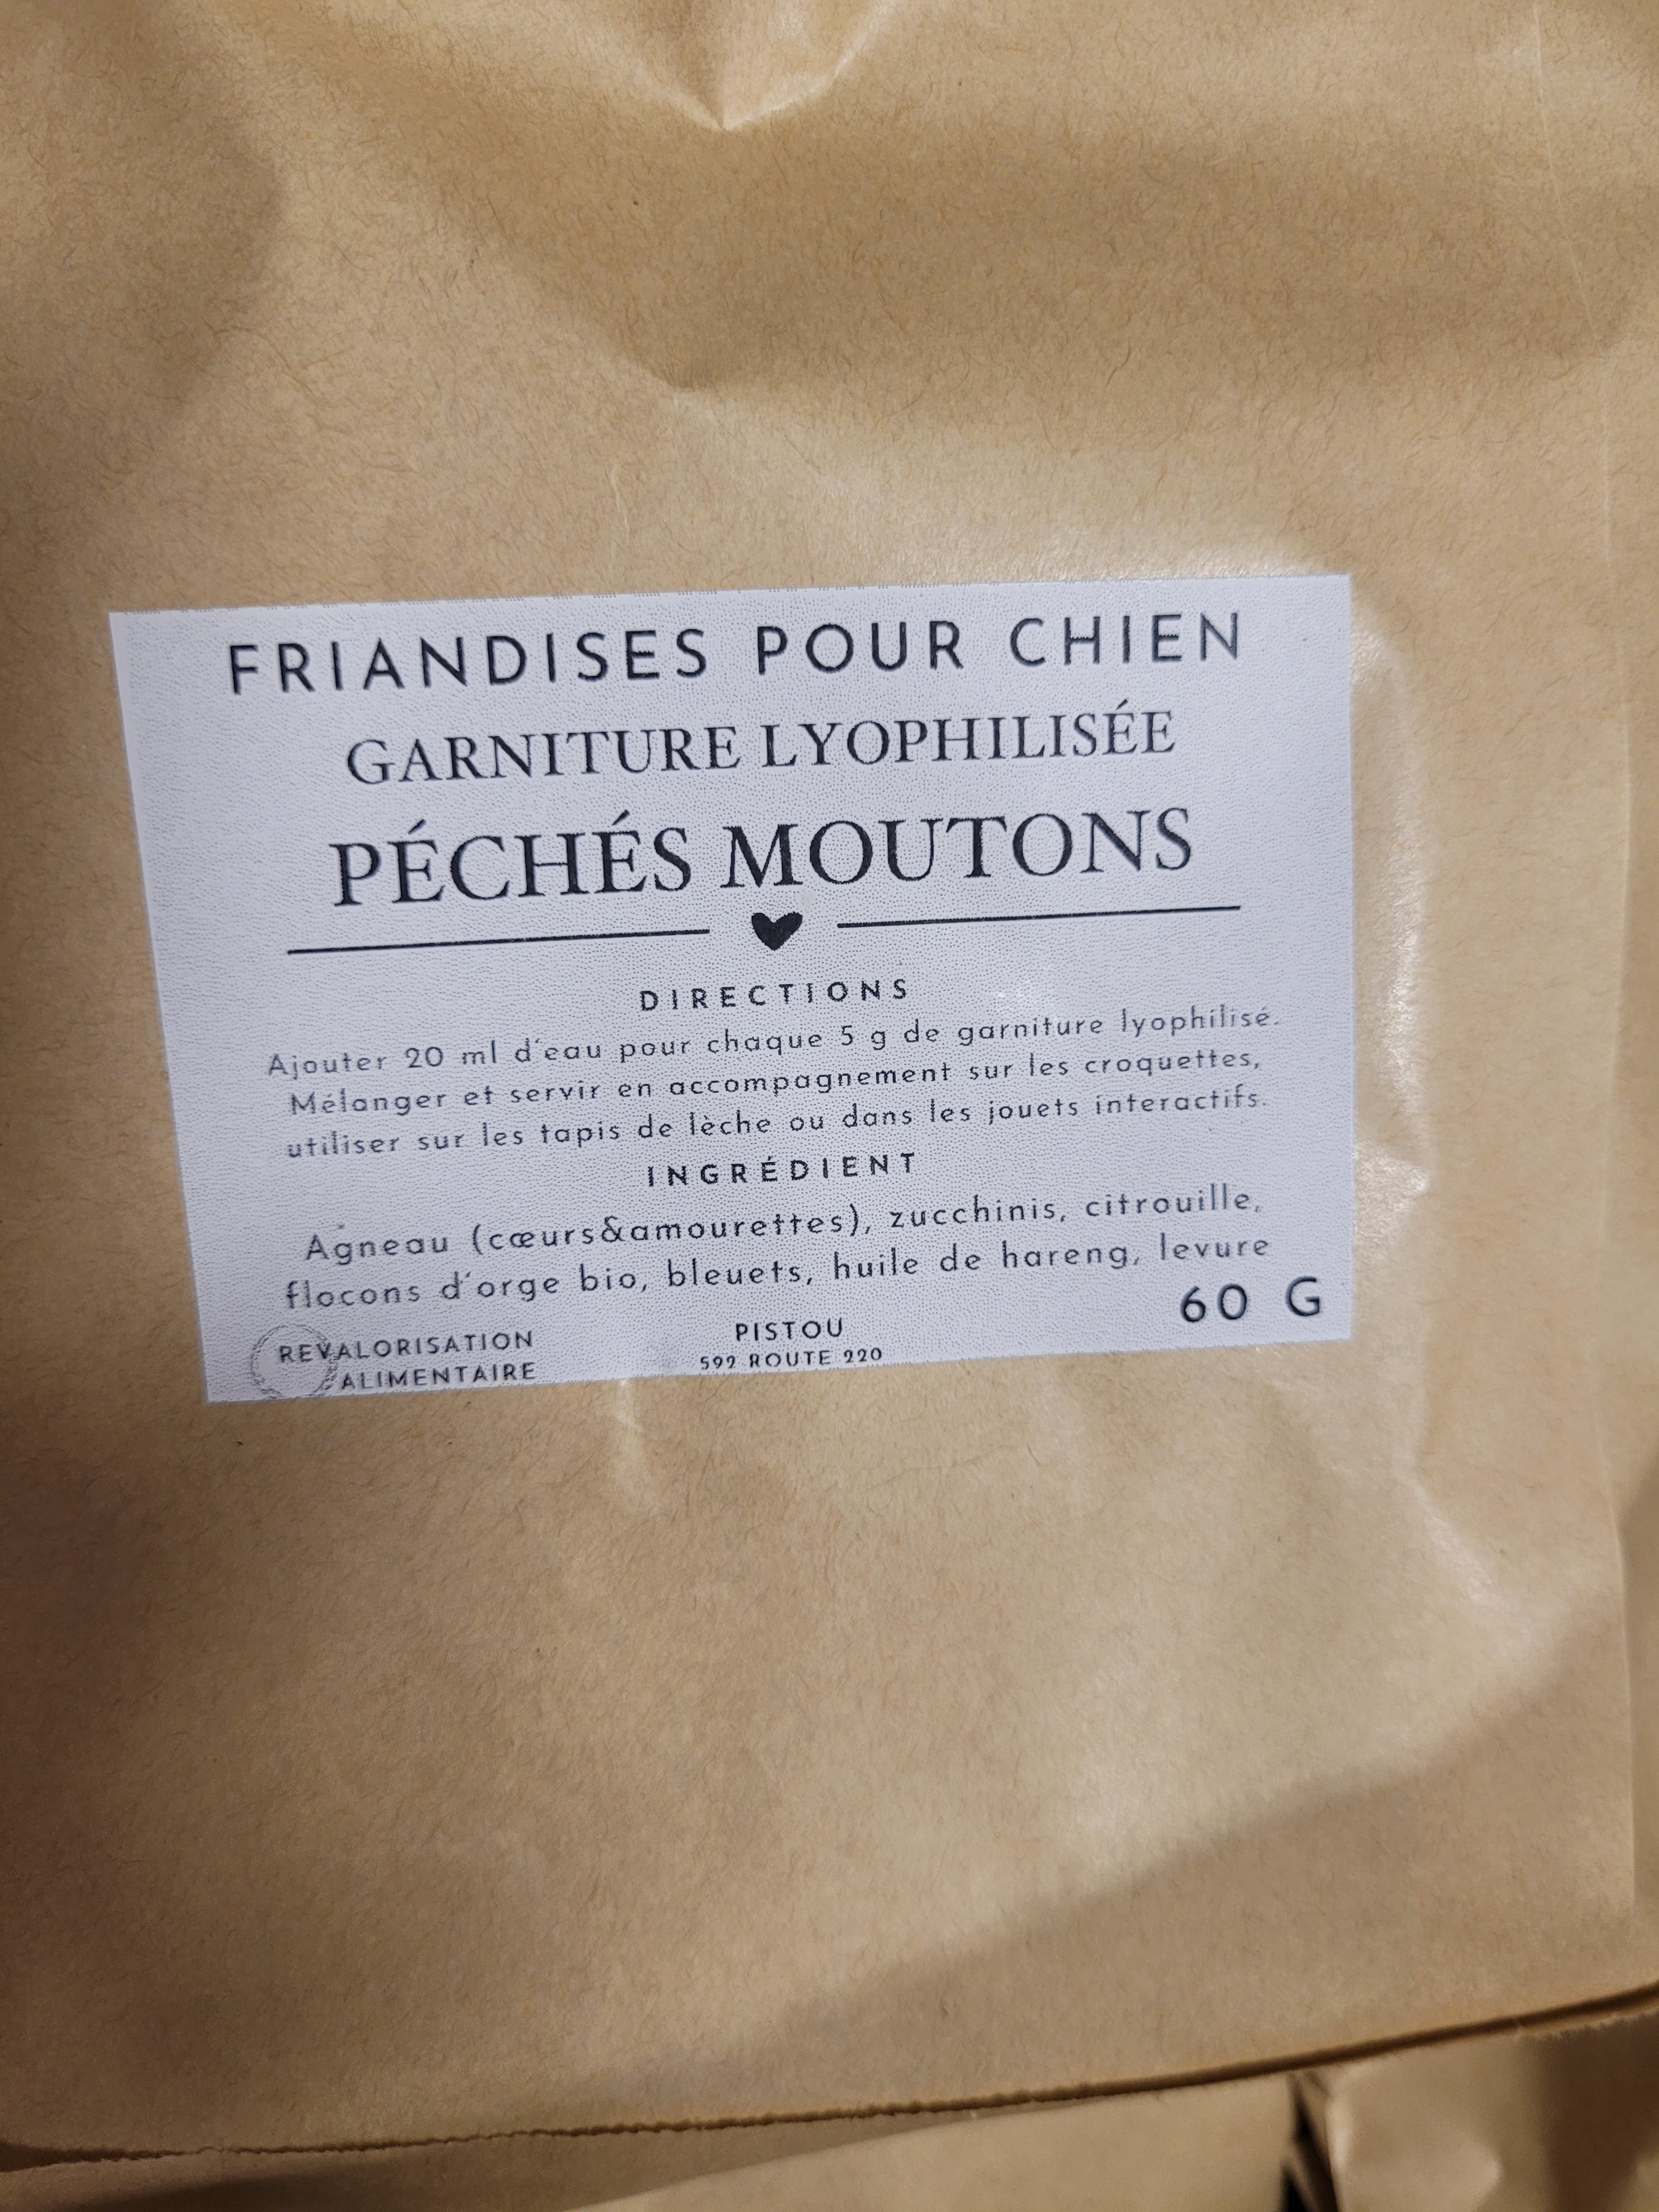 FRIANDISES POUR CHIEN
GARNITURE LYOPHILISÉE
PÉCHÉS MOUTONS
DIRECTIONS
Ajouter 20 ml d'eau pour chaque 5 g de garniture lyophilisé.
Mélanger et servir en accompagnement sur les croquettes,
utiliser sur les tapis de lèche ou dans les jouets interactifs.
INGRÉDIENT
Agneau (cœurs&amourettes), zucchinis, citrouille,
flocons d'orge bio, bleuets, huile de hareng, levure
60 G
REVALORISATION
ALIMENTAIRE
PISTOU
592 ROUTE 220